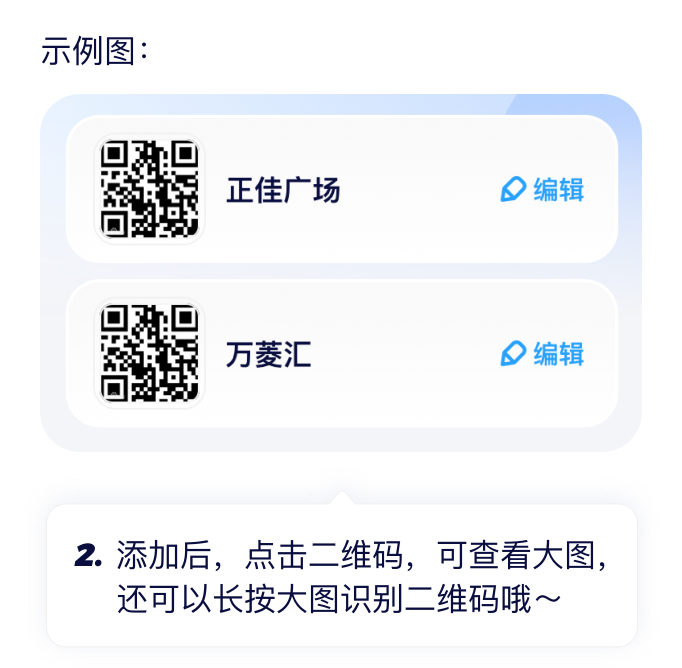 示例图：
正佳广场
编辑
万菱汇
编辑
2. 添加后，点击二维码，可查看大图，
还可以长按大图识别二维码哦～